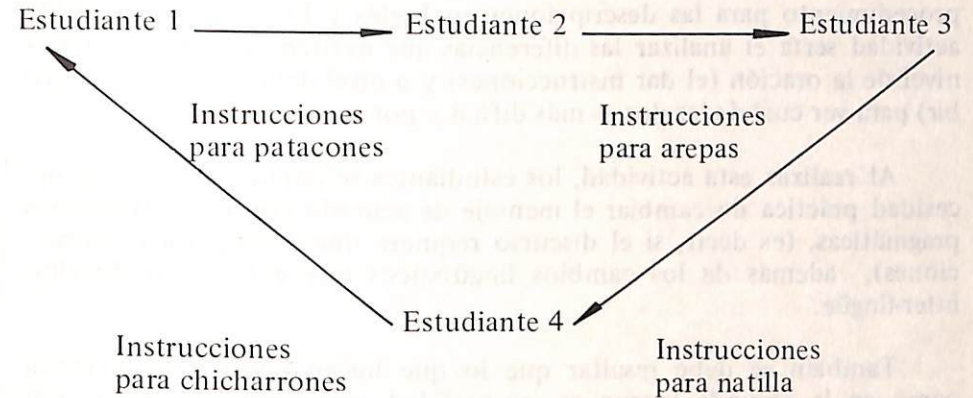 Estudiante 1
Estudiante 2
Estudiante 3
Instrucciones
para patacones
Instrucciones
para arepas
Estudiante 4
Instrucciones
para chicharrones
Instrucciones
para natilla